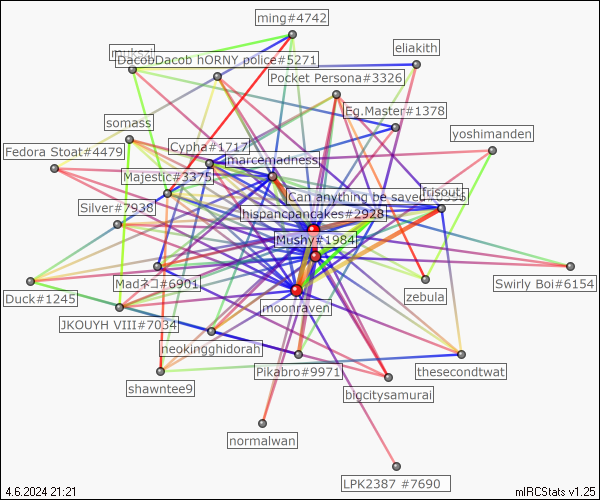 ming#4742
eliakith
DacobDacob hORNY police#5271
Pocket Persona#3326
Eg.Master#1378
somass
yoshimanden
Cypha#1717
Fedora Stoat#4479
marcemadness
Majestic#3375
Can anything be saved
frisout
Silver#7938
hispancpancakes#2928
Mushy#1984
Madネコ#6901
Swirly Boi#6154
Duck#1245
zebula
moonraven
JKOUYH VIII#7034
neokingghidorah
Pikabro#9971
thesecondtwat
shawntee9
bigcitysamurai
normalwan
LPK2387 #7690
4.6.2024 21:21
mIRCStats v1.25